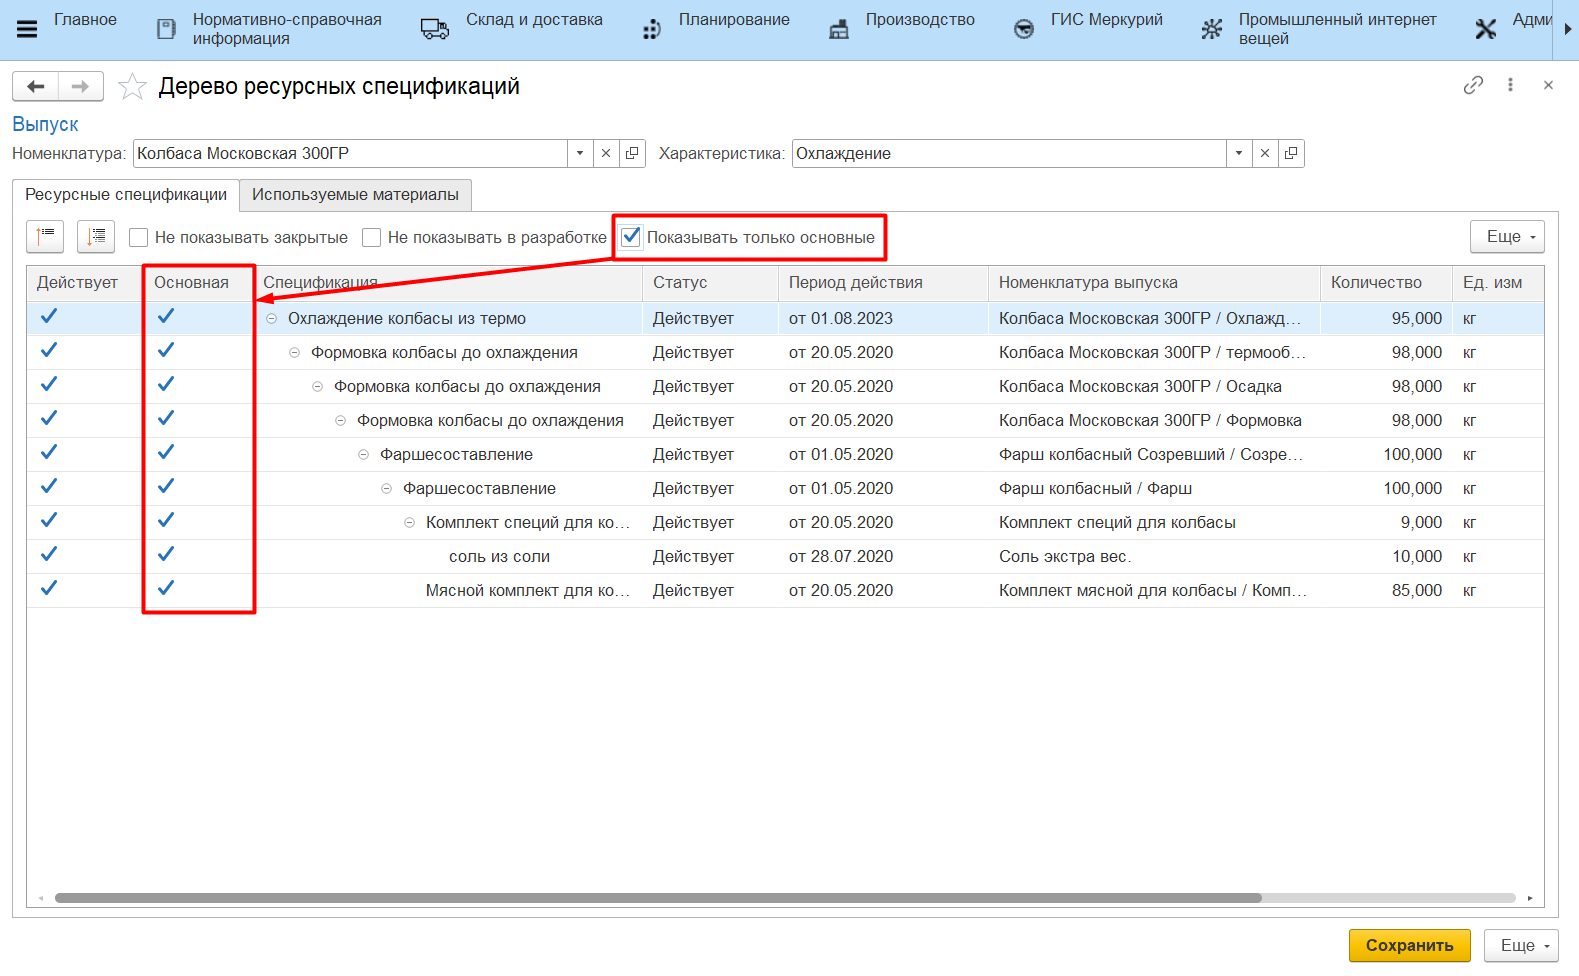 Главное
Нормативно-справочная
информация
Склад и доставка
Планирование
Производство
ГИС Меркурий
Промышленный интернет
вещей
Адми
Дерево ресурсных спецификаций
Выпуск
Номенклатура: Колбаса Московская 300ГР Характеристика: Охлаждение
Ресурсные спецификации Используемые материалы
Не показывать закрытые Не показывать в разработке Показывать только основные Еще
Действует Основная Спецификация Статус Период действия Номенклатура выпуска Количество Ед. изм
Охлаждение колбасы из термо Действует от 01.08.2023 Колбаса Московская 300ГР / Охлажд... 95,000 кг
Формовка колбасы до охлаждения Действует от 20.05.2020 Колбаса Московская 300ГР / термооб... 98,000 кг
Формовка колбасы до охлаждения Действует от 20.05.2020 Колбаса Московская 300ГР / Осадка 98,000 кг
Формовка колбасы до охлаждения Действует от 20.05.2020 Колбаса Московская 300ГР / Формовка 98,000 кг
Фаршесоставление Действует от 01.05.2020 Фарш колбасный Созревший / Созре... 100,000 кг
Фаршесоставление Действует от 01.05.2020 Фарш колбасный / Фарш 100,000 кг
Комплект специй для ко... Действует от 20.05.2020 Комплект специй для колбасы 9,000 кг
соль из соли Действует от 28.07.2020 Соль экстра вес. 10,000 кг
Мясной комплект для ко... Действует от 20.05.2020 Комплект мясной для колбасы / Комп... 85,000 кг
Сохранить Еще